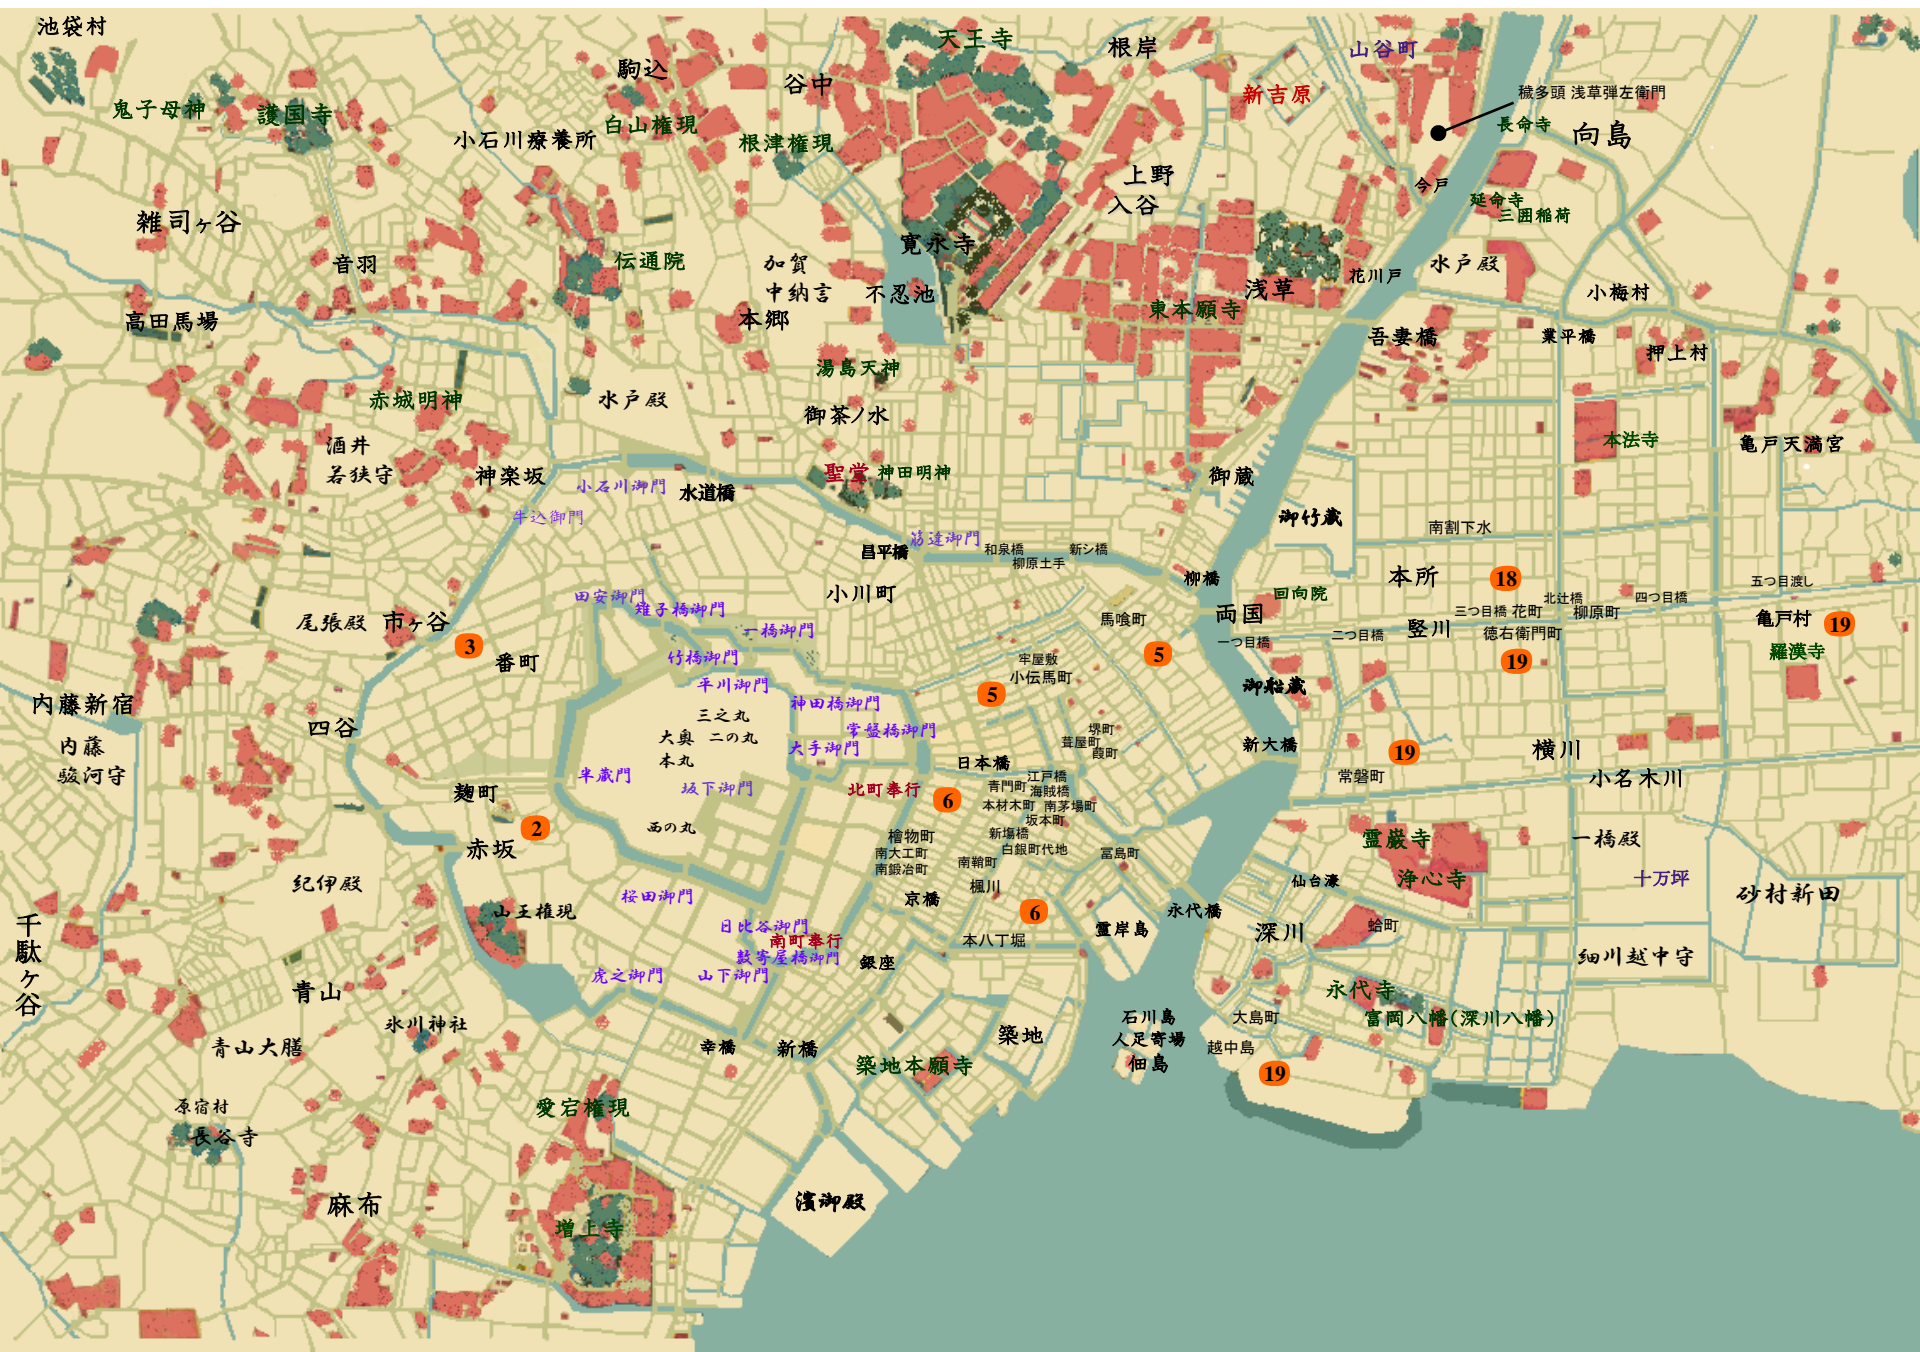 池袋村
鬼子母神
護国寺
駒込
白山権現
小石川療養所
谷中
根津権現
天王寺
根岸
新吉原
山谷町
穢多頭 浅草弾左衛門
長命寺
向島
今戸
延命寺
三囲稲荷
上野
入谷
寛永寺
不忍池
雑司ヶ谷
音羽
伝通院
加賀
中納言
本郷
高田馬場
東本願寺
浅草
花川戸
水戸殿
小梅村
吾妻橋
業平橋
押上村
湯島天神
赤城明神
水戸殿
御茶ノ水
酒井
若狭守
神楽坂
小石川御門
水道橋
聖堂
神田明神
牛込御門
御蔵
御竹蔵
本法寺
亀戸天満宮
南割下水
昌平橋
筋違御門
和泉橋
柳原土手
新シ橋
柳橋
小川町
本所
18
回向院
両国
一つ目橋
二つ目橋
竪川
三つ目橋
花町
北辻橋
柳原町
四つ目橋
徳右衛門町
19
五つ目渡し
亀戸村
19
羅漢寺
尾張殿
市ヶ谷
3
番町
田安御門
雉子橋御門
一橋御門
竹橋御門
平川御門
神田橋御門
常盤橋御門
大手御門
三之丸
大奥
二の丸
本丸
半蔵門
坂下御門
西の丸
馬喰町
5
牢屋敷
小伝馬町
5
堺町
葺屋町
葭町
御船蔵
新大橋
19
常磐町
横川
小名木川
内藤新宿
内藤
駿河守
四谷
麹町
2
赤坂
紀伊殿
山王権現
日本橋
北町奉行
6
江戸橋
青門町
海賊橋
本材木町
南茅場町
坂本町
新場橋
白銀町代地
檜物町
南大工町
南鍛冶町
南鞘町
楓川
冨島町
京橋
6
本八丁堀
霊岸島
永代橋
霊巌寺
浄心寺
仙台濠
深川
蛤町
一橋殿
十万坪
砂村新田
細川越中守
永代寺
富岡八幡(深川八幡)
大島町
越中島
19
石川島
人足寄場
佃島
桜田御門
日比谷御門
南町奉行
数寄屋橋御門
山下御門
虎之御門
銀座
幸橋
新橋
築地
築地本願寺
千駄ヶ谷
青山
青山大膳
氷川神社
原宿村
長谷寺
麻布
愛宕権現
増上寺
濱御殿